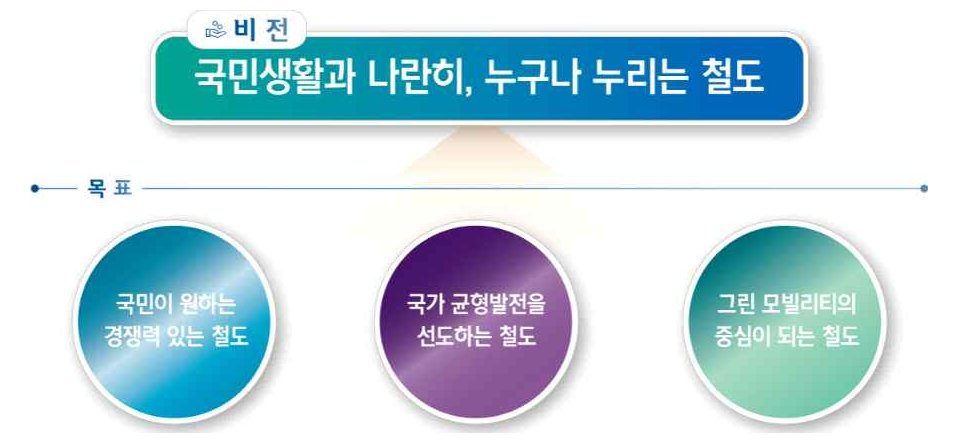 비 전
국민생활과 나란히, 누구나 누리는 철도
목 표
국민이 원하는
경쟁력 있는 철도
국가 균형발전을
선도하는 철도
그린 모빌리티의
중심이 되는 철도